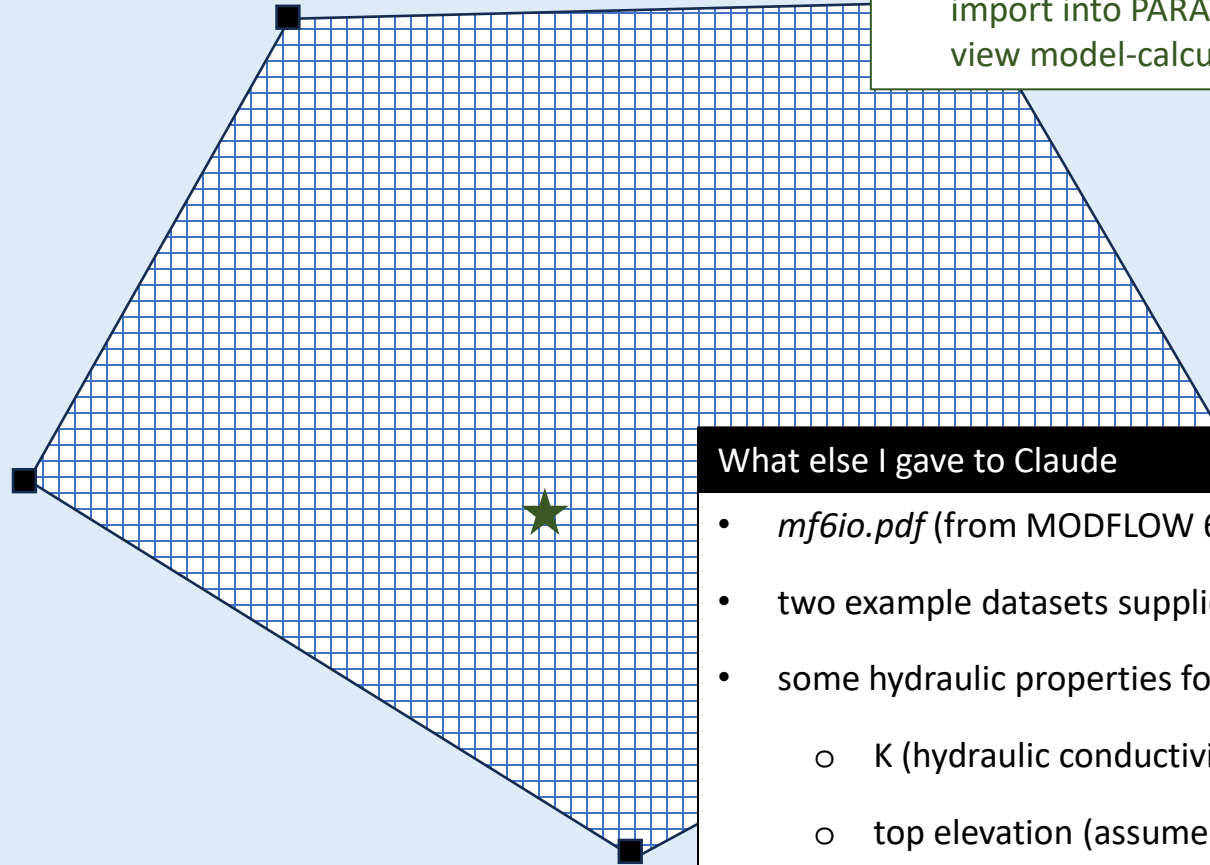 import into PARA
view model-calcu
What else I gave to Claude
• mf6io.pdf (from MODFLOW 6
• two example datasets suppli
• some hydraulic properties fo
o K (hydraulic conductivi
o top elevation (assume